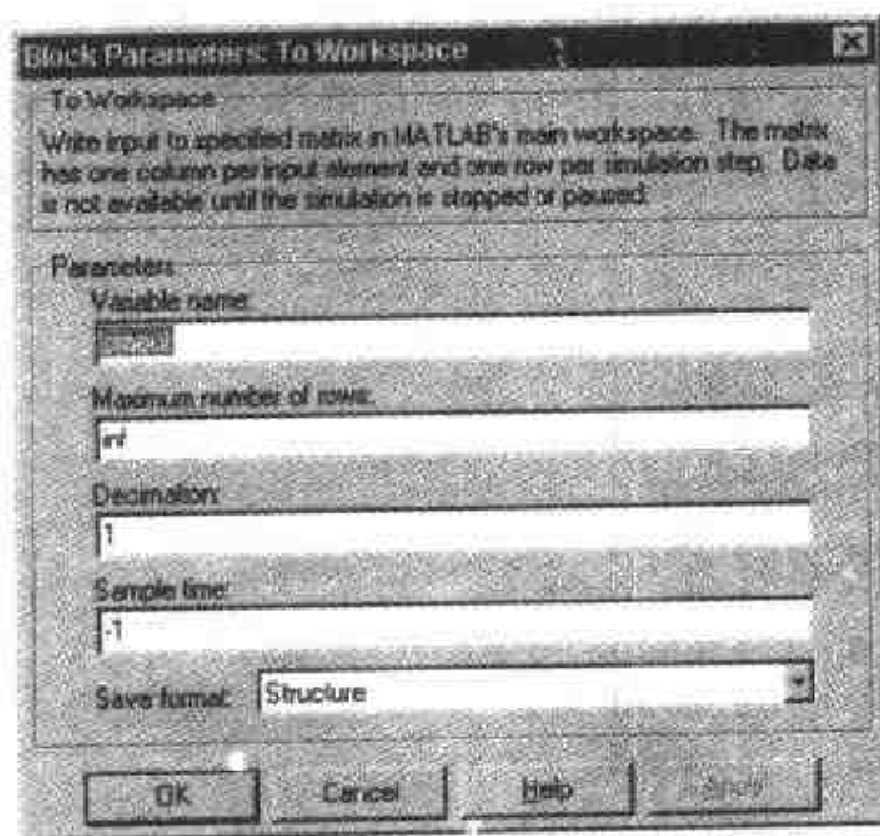 Block Parameters: To Workspace
To Workspace
Write input to specified matrix in MATLAB's main workspace. The matrix
has one column per input element and one row per simulation step. Data
is not available until the simulation is stopped or paused.
Parameters
Variable name:
Maximum number of rows:
inf
Decimation:
1
Sample time:
-1
Save format:
Structure
OK
Cancel
Help
Apply